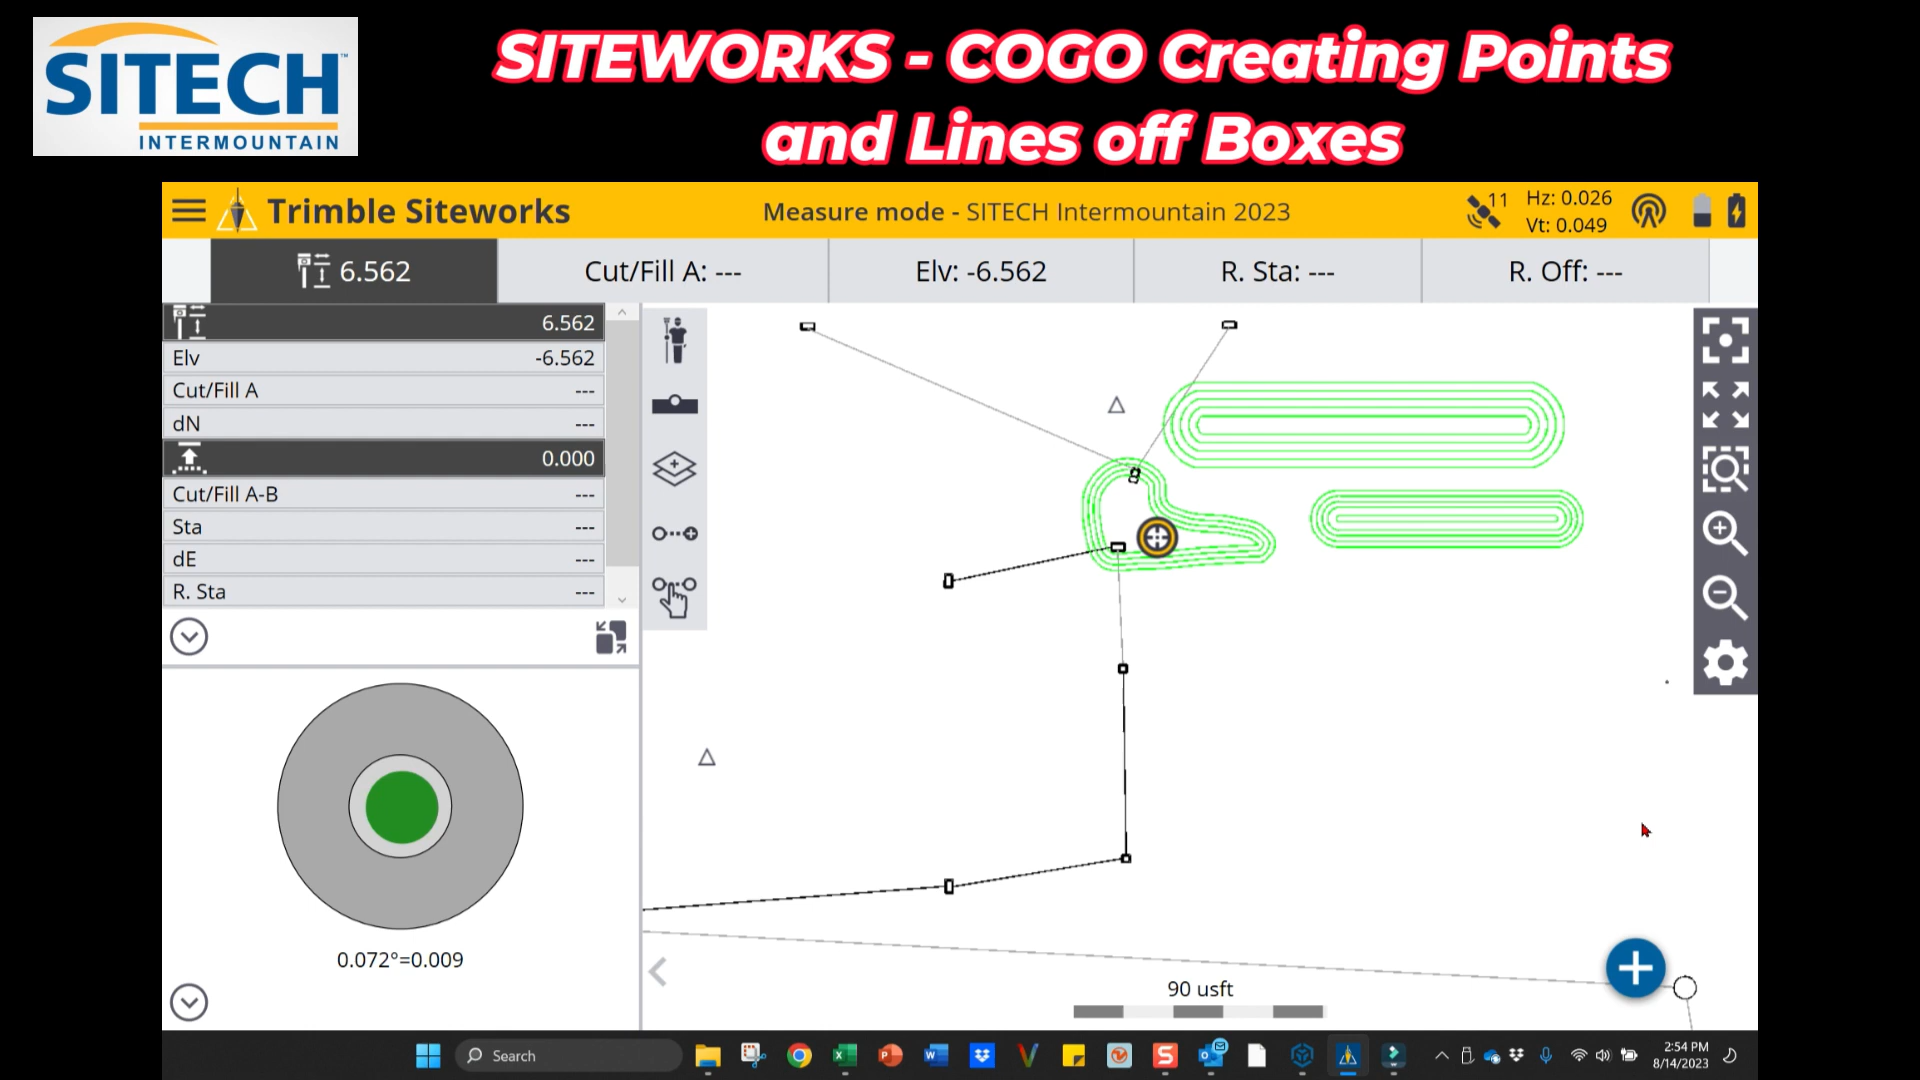 SITECH™
INTERMOUNTAIN
SITEWORKS - COGO Creating Points
and Lines off Boxes
Trimble Siteworks
Measure mode - SITECH Intermountain 2023
11
Hz: 0.026
Vt: 0.049
6.562
Cut/Fill A: ---
Elv: -6.562
R. Sta: ---
R. Off: ---
6.562
Elv -6.562
Cut/Fill A ---
dN ---
0.000
Cut/Fill A-B ---
Sta ---
dE ---
R. Sta ---
0.072°=0.009
90 usft
Search
2:54 PM
8/14/2023